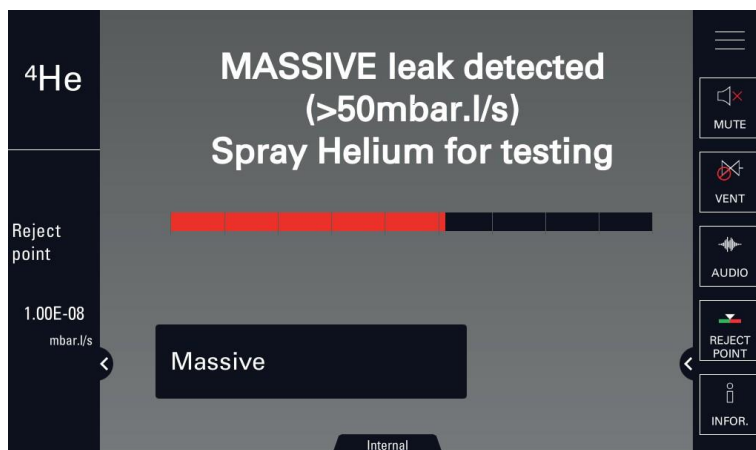 ⁴He
MASSIVE leak detected
(>50mbar.l/s)
Spray Helium for testing
Reject
point
1.00E-08
mbar.l/s
Massive
Internal
MUTE
VENT
AUDIO
REJECT
POINT
INFOR.